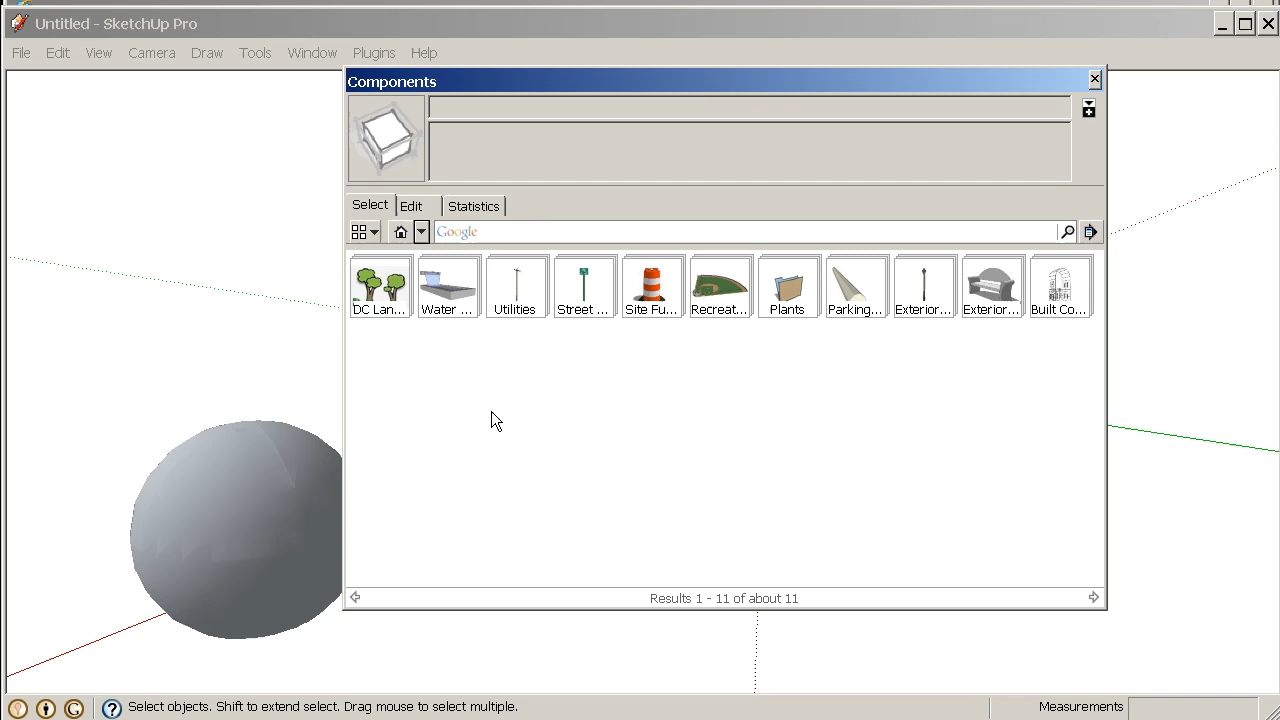 Untitled - SketchUp Pro
File Edit View Camera Draw Tools Window Plugins Help
Components
Select Edit Statistics
Google
DC Lan... Water ... Utilities Street ... Site Fu... Recreat... Plants Parking... Exterior... Exterior... Built Co...
Results 1 - 11 of about 11
Select objects. Shift to extend select. Drag mouse to select multiple. Measurements